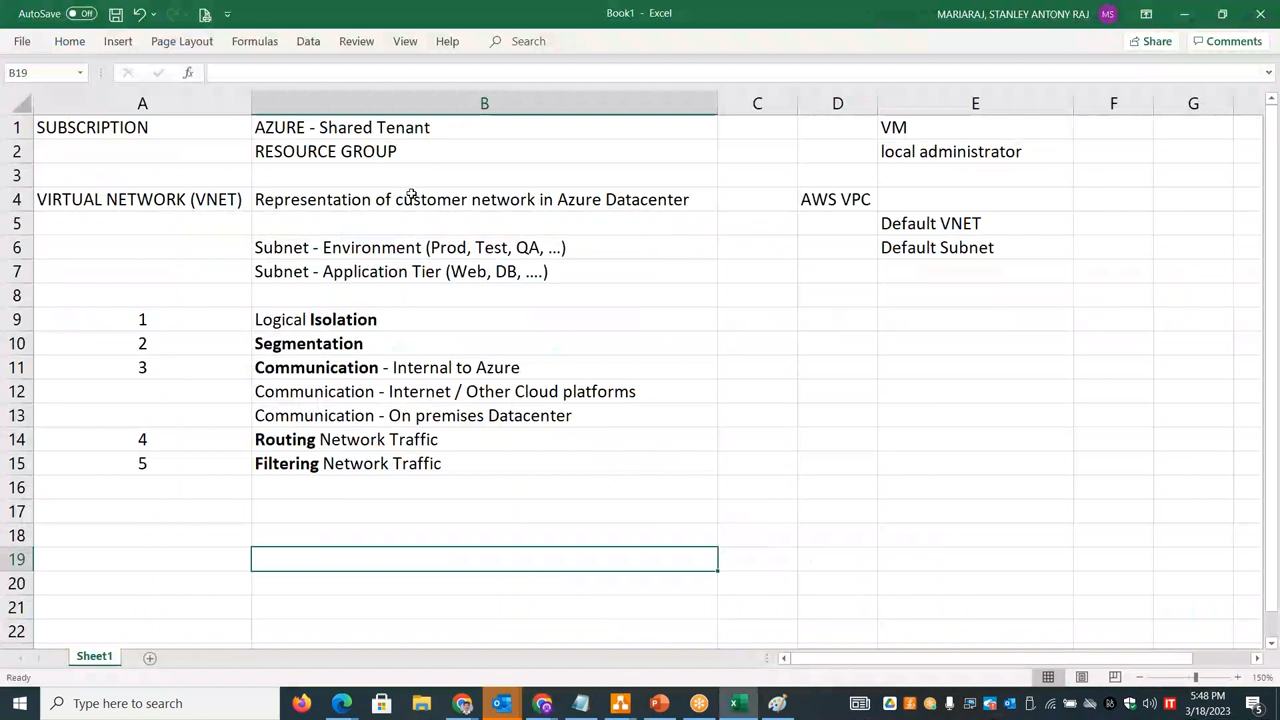 AutoSave Off
Book1 - Excel
MARIARAJ, STANLEY ANTONY RAJ MS
File Home Insert Page Layout Formulas Data Review View Help Search Share Comments
B19 fx
A B C D E F G
1 SUBSCRIPTION AZURE - Shared Tenant VM
2 RESOURCE GROUP local administrator
3
4 VIRTUAL NETWORK (VNET) Representation of customer network in Azure Datacenter AWS VPC
5 Default VNET
6 Subnet - Environment (Prod, Test, QA, ...) Default Subnet
7 Subnet - Application Tier (Web, DB, ....)
8
9 1 Logical Isolation
10 2 Segmentation
11 3 Communication - Internal to Azure
12 Communication - Internet / Other Cloud platforms
13 Communication - On premises Datacenter
14 4 Routing Network Traffic
15 5 Filtering Network Traffic
16
17
18
19
20
21
22
Sheet1
Ready 150%
Type here to search IT 5:48 PM
3/18/2023